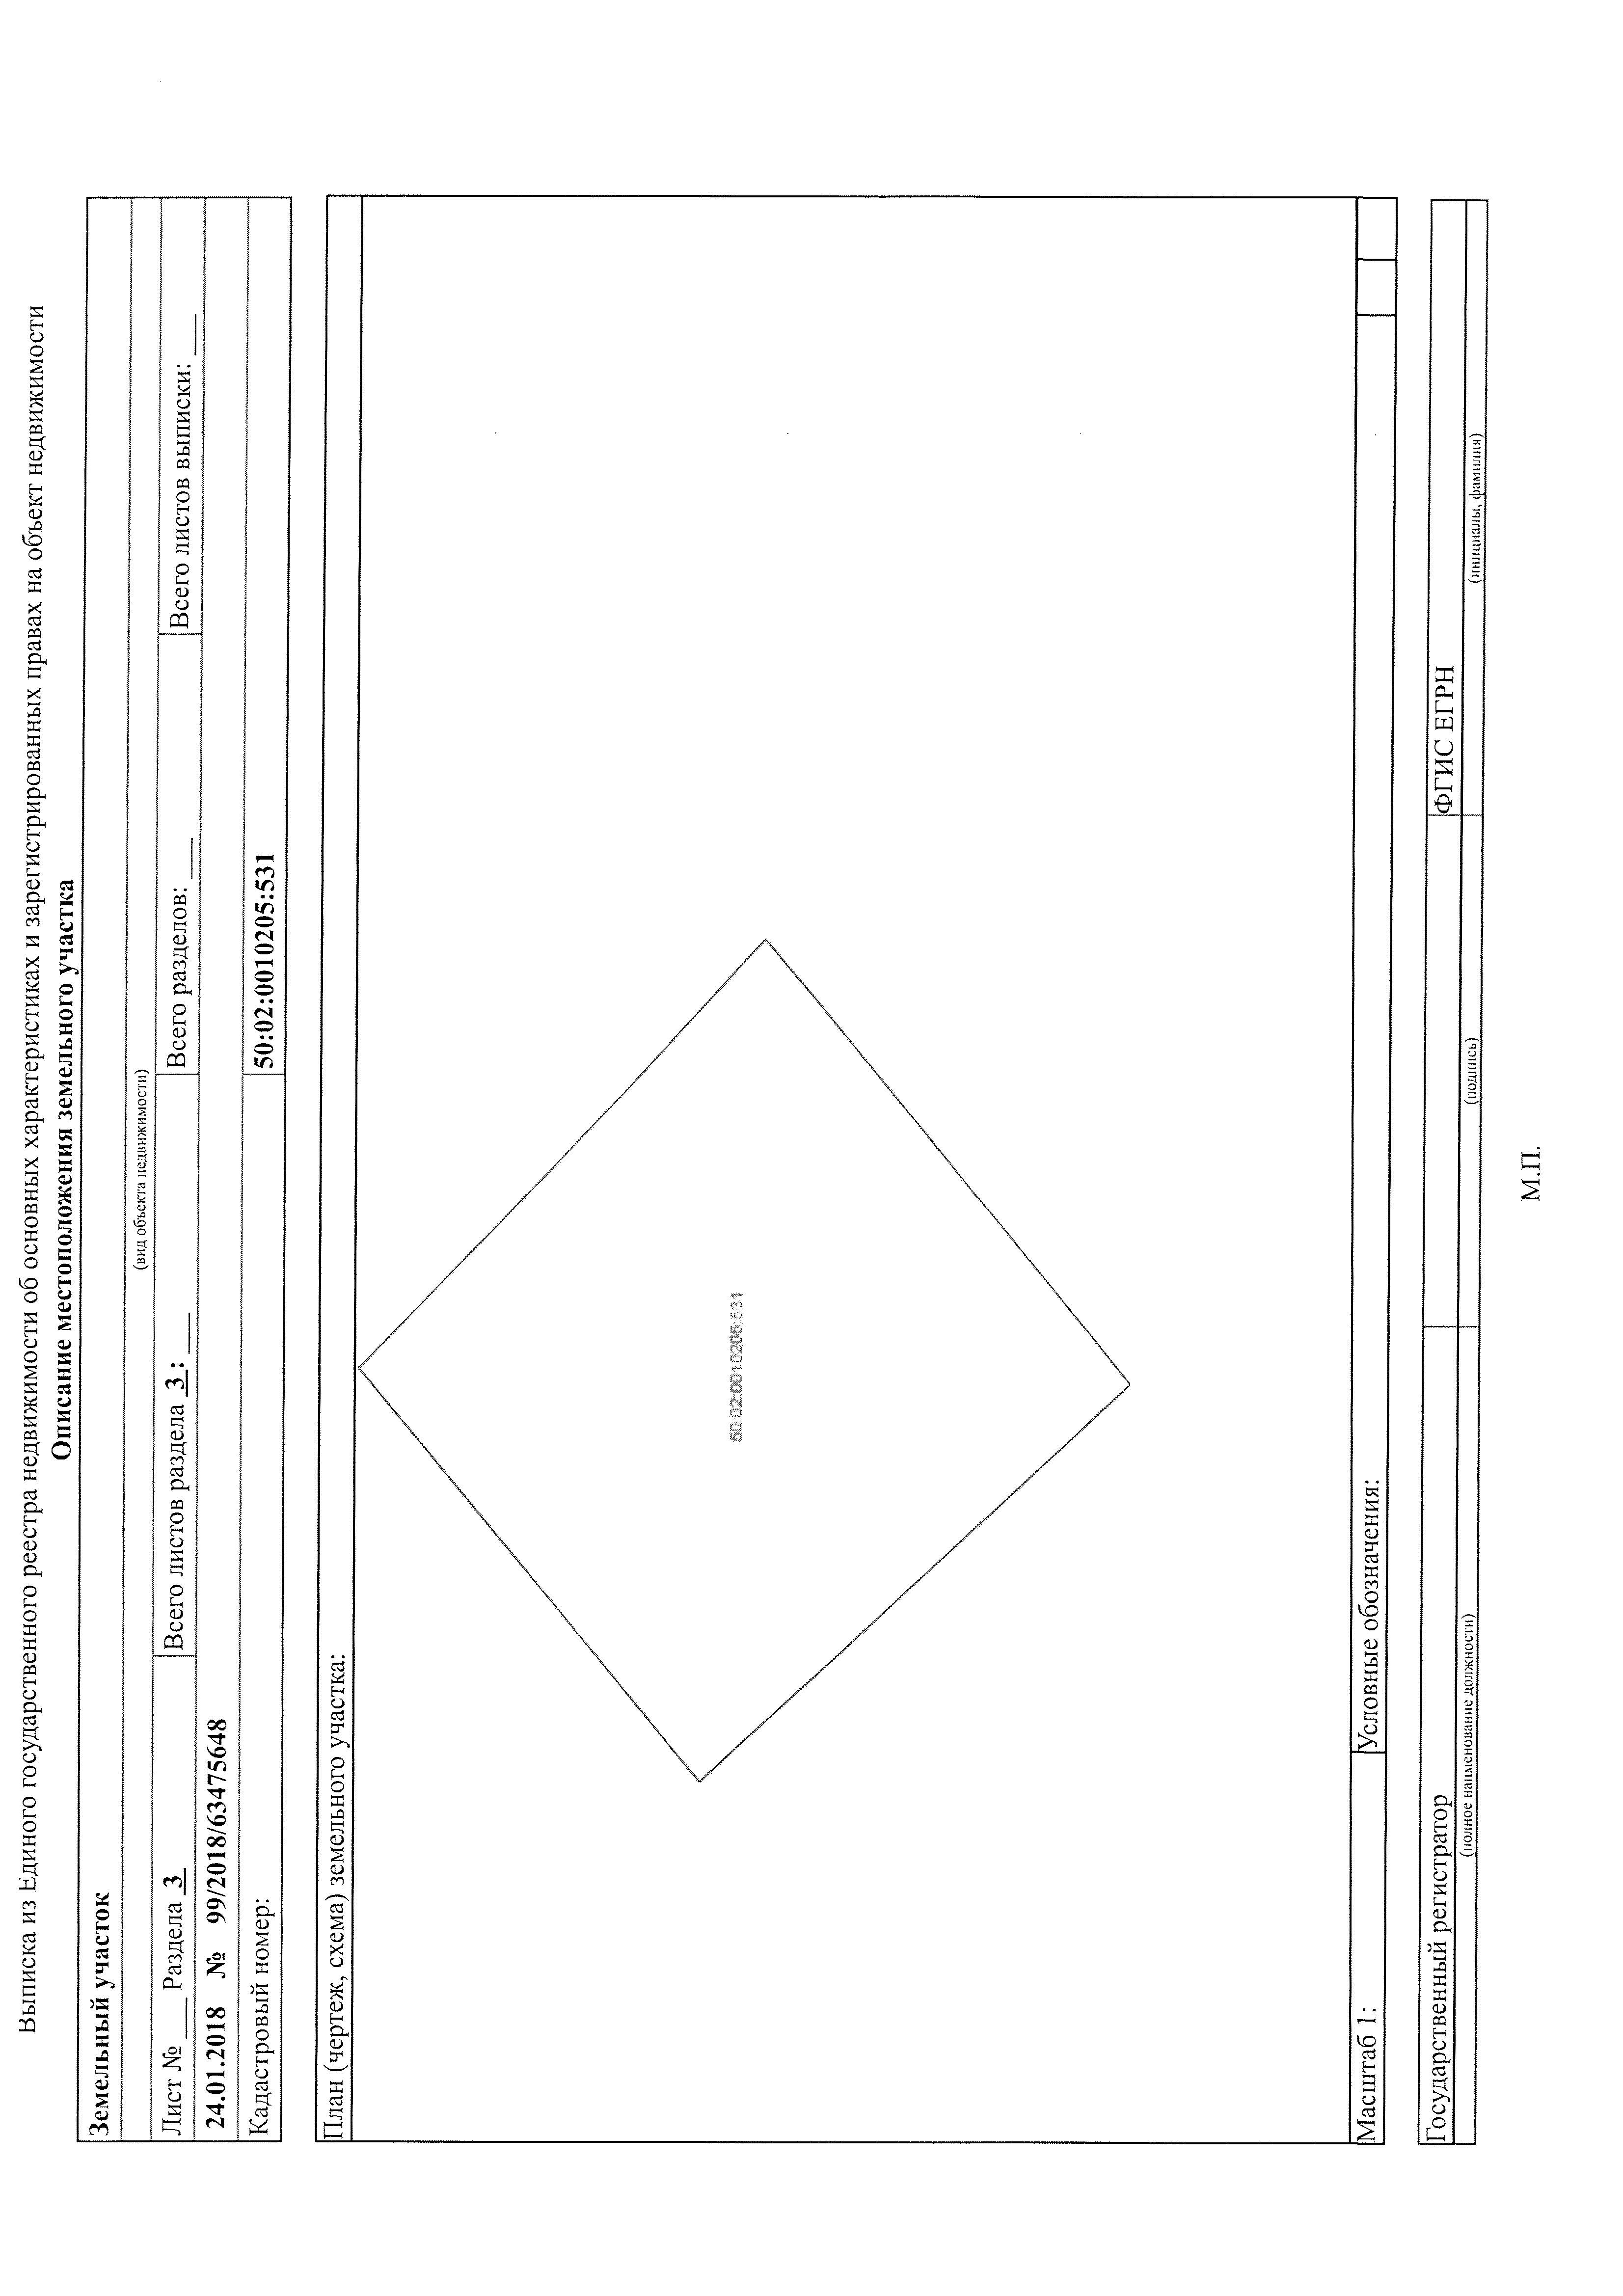 Выписка из Единого государственного реестра недвижимости об основных характеристиках и зарегистрированных правах на объект недвижимости
Описание местоположения земельного участка
Земельный участок
(вид объекта недвижимости)
Лист № ___ Раздела 3 Всего листов раздела 3 : ___ Всего разделов: ___ Всего листов выписки: ___
24.01.2018 № 99/2018/63475648
Кадастровый номер: 50:02:0010205:531
План (чертеж, схема) земельного участка:
50:02:0010205:531
Масштаб 1: Условные обозначения:
Государственный регистратор ФГИС ЕГРН
(полное наименование должности) (подпись) (инициалы, фамилия)
М.П.